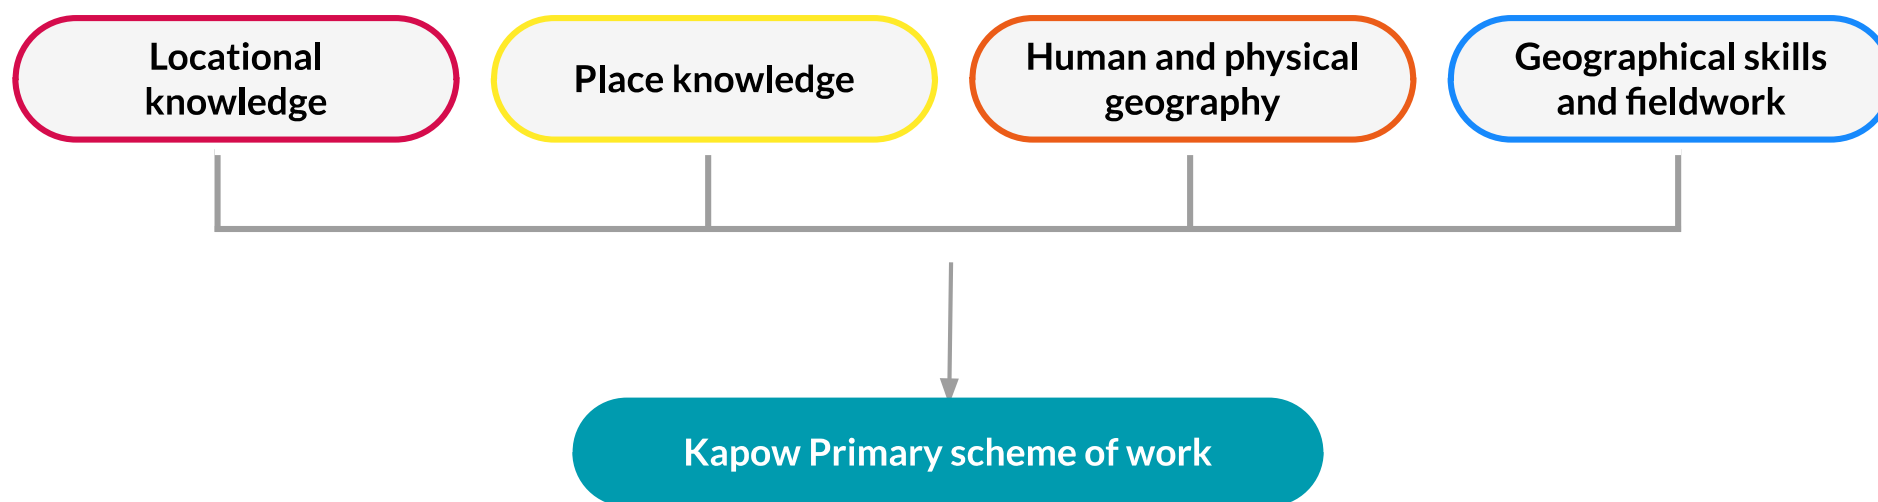 Locational
knowledge
Place knowledge
Human and physical
geography
Geographical skills
and fieldwork
Kapow Primary scheme of work